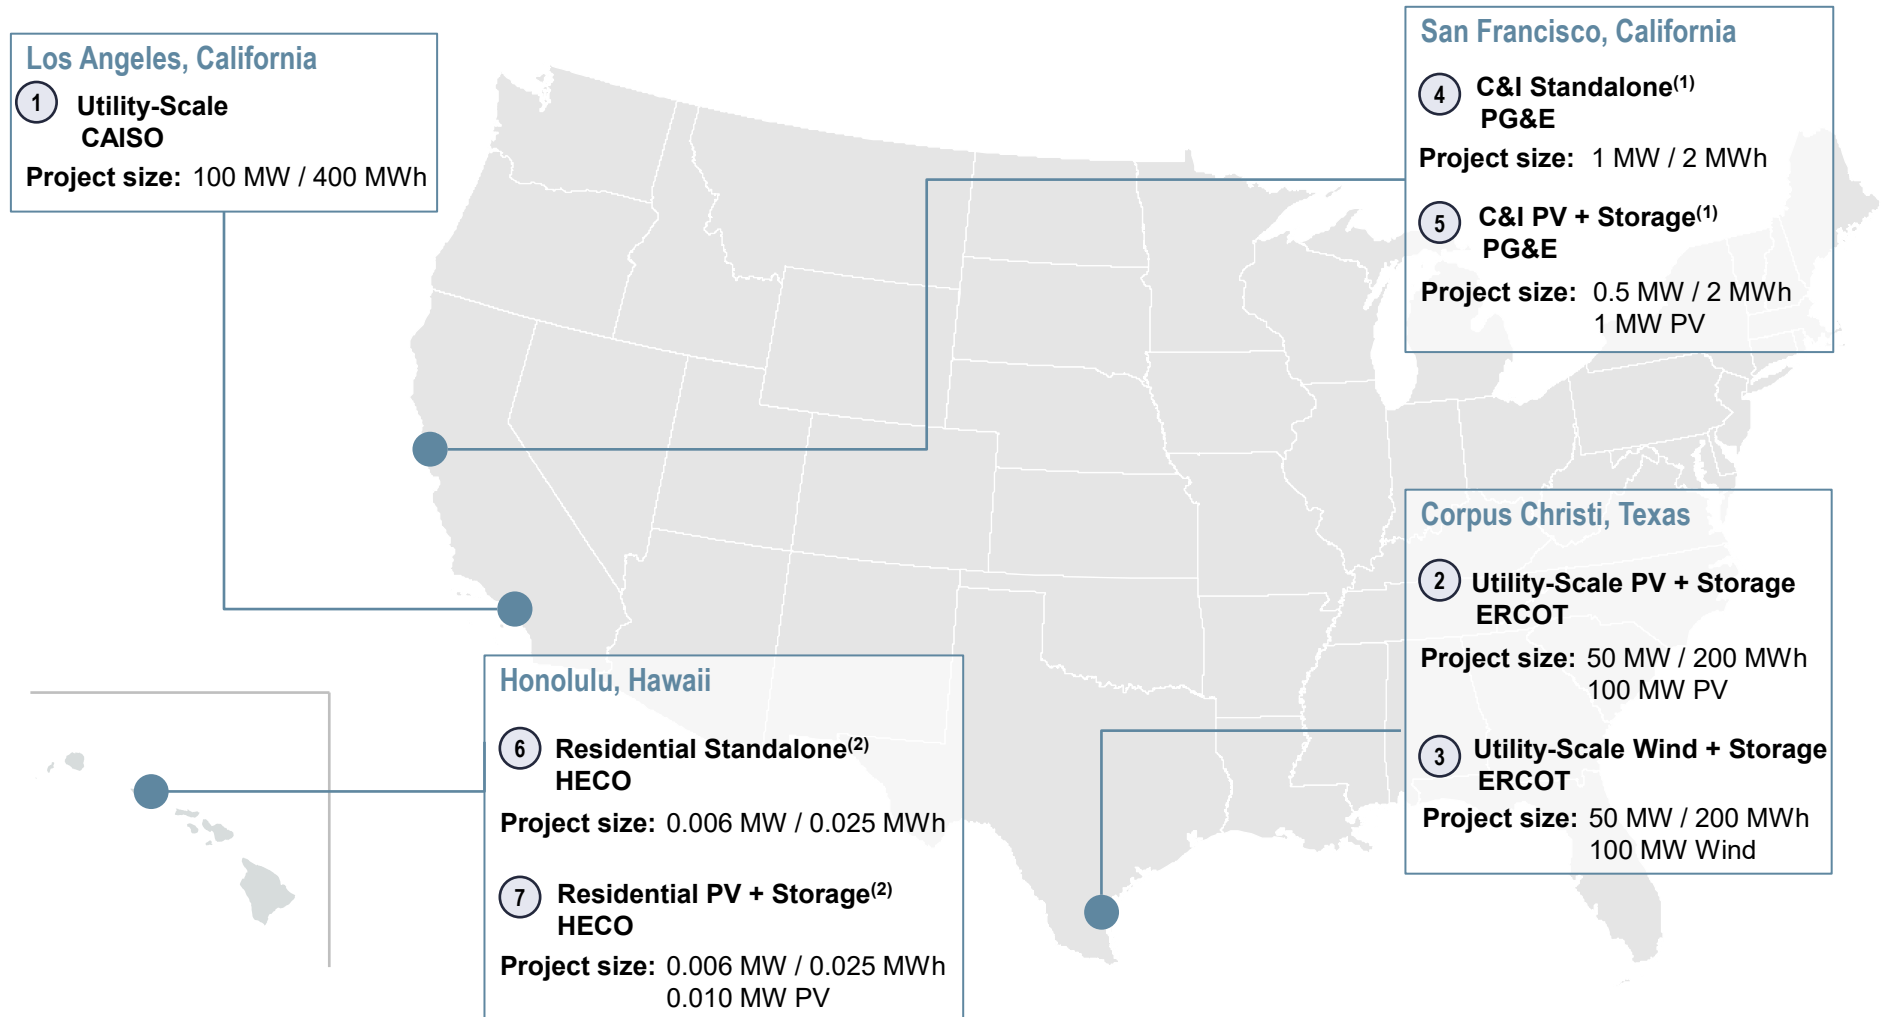 Los Angeles, California
1 Utility-Scale
CAISO
Project size: 100 MW / 400 MWh
San Francisco, California
4 C&I Standalone(1)
PG&E
Project size: 1 MW / 2 MWh
5 C&I PV + Storage(1)
PG&E
Project size: 0.5 MW / 2 MWh
1 MW PV
Corpus Christi, Texas
2 Utility-Scale PV + Storage
ERCOT
Project size: 50 MW / 200 MWh
100 MW PV
3 Utility-Scale Wind + Storage
ERCOT
Project size: 50 MW / 200 MWh
100 MW Wind
Honolulu, Hawaii
6 Residential Standalone(2)
HECO
Project size: 0.006 MW / 0.025 MWh
7 Residential PV + Storage(2)
HECO
Project size: 0.006 MW / 0.025 MWh
0.010 MW PV